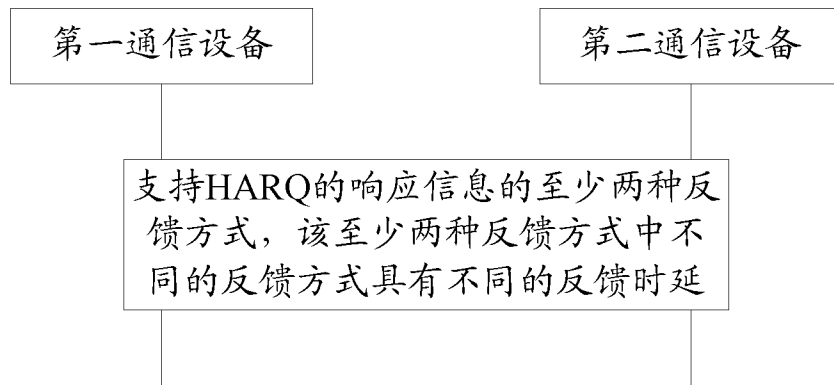 第一通信设备
第二通信设备
支持HARQ的响应信息的至少两种反
馈方式，该至少两种反馈方式中不
同的反馈方式具有不同的反馈时延